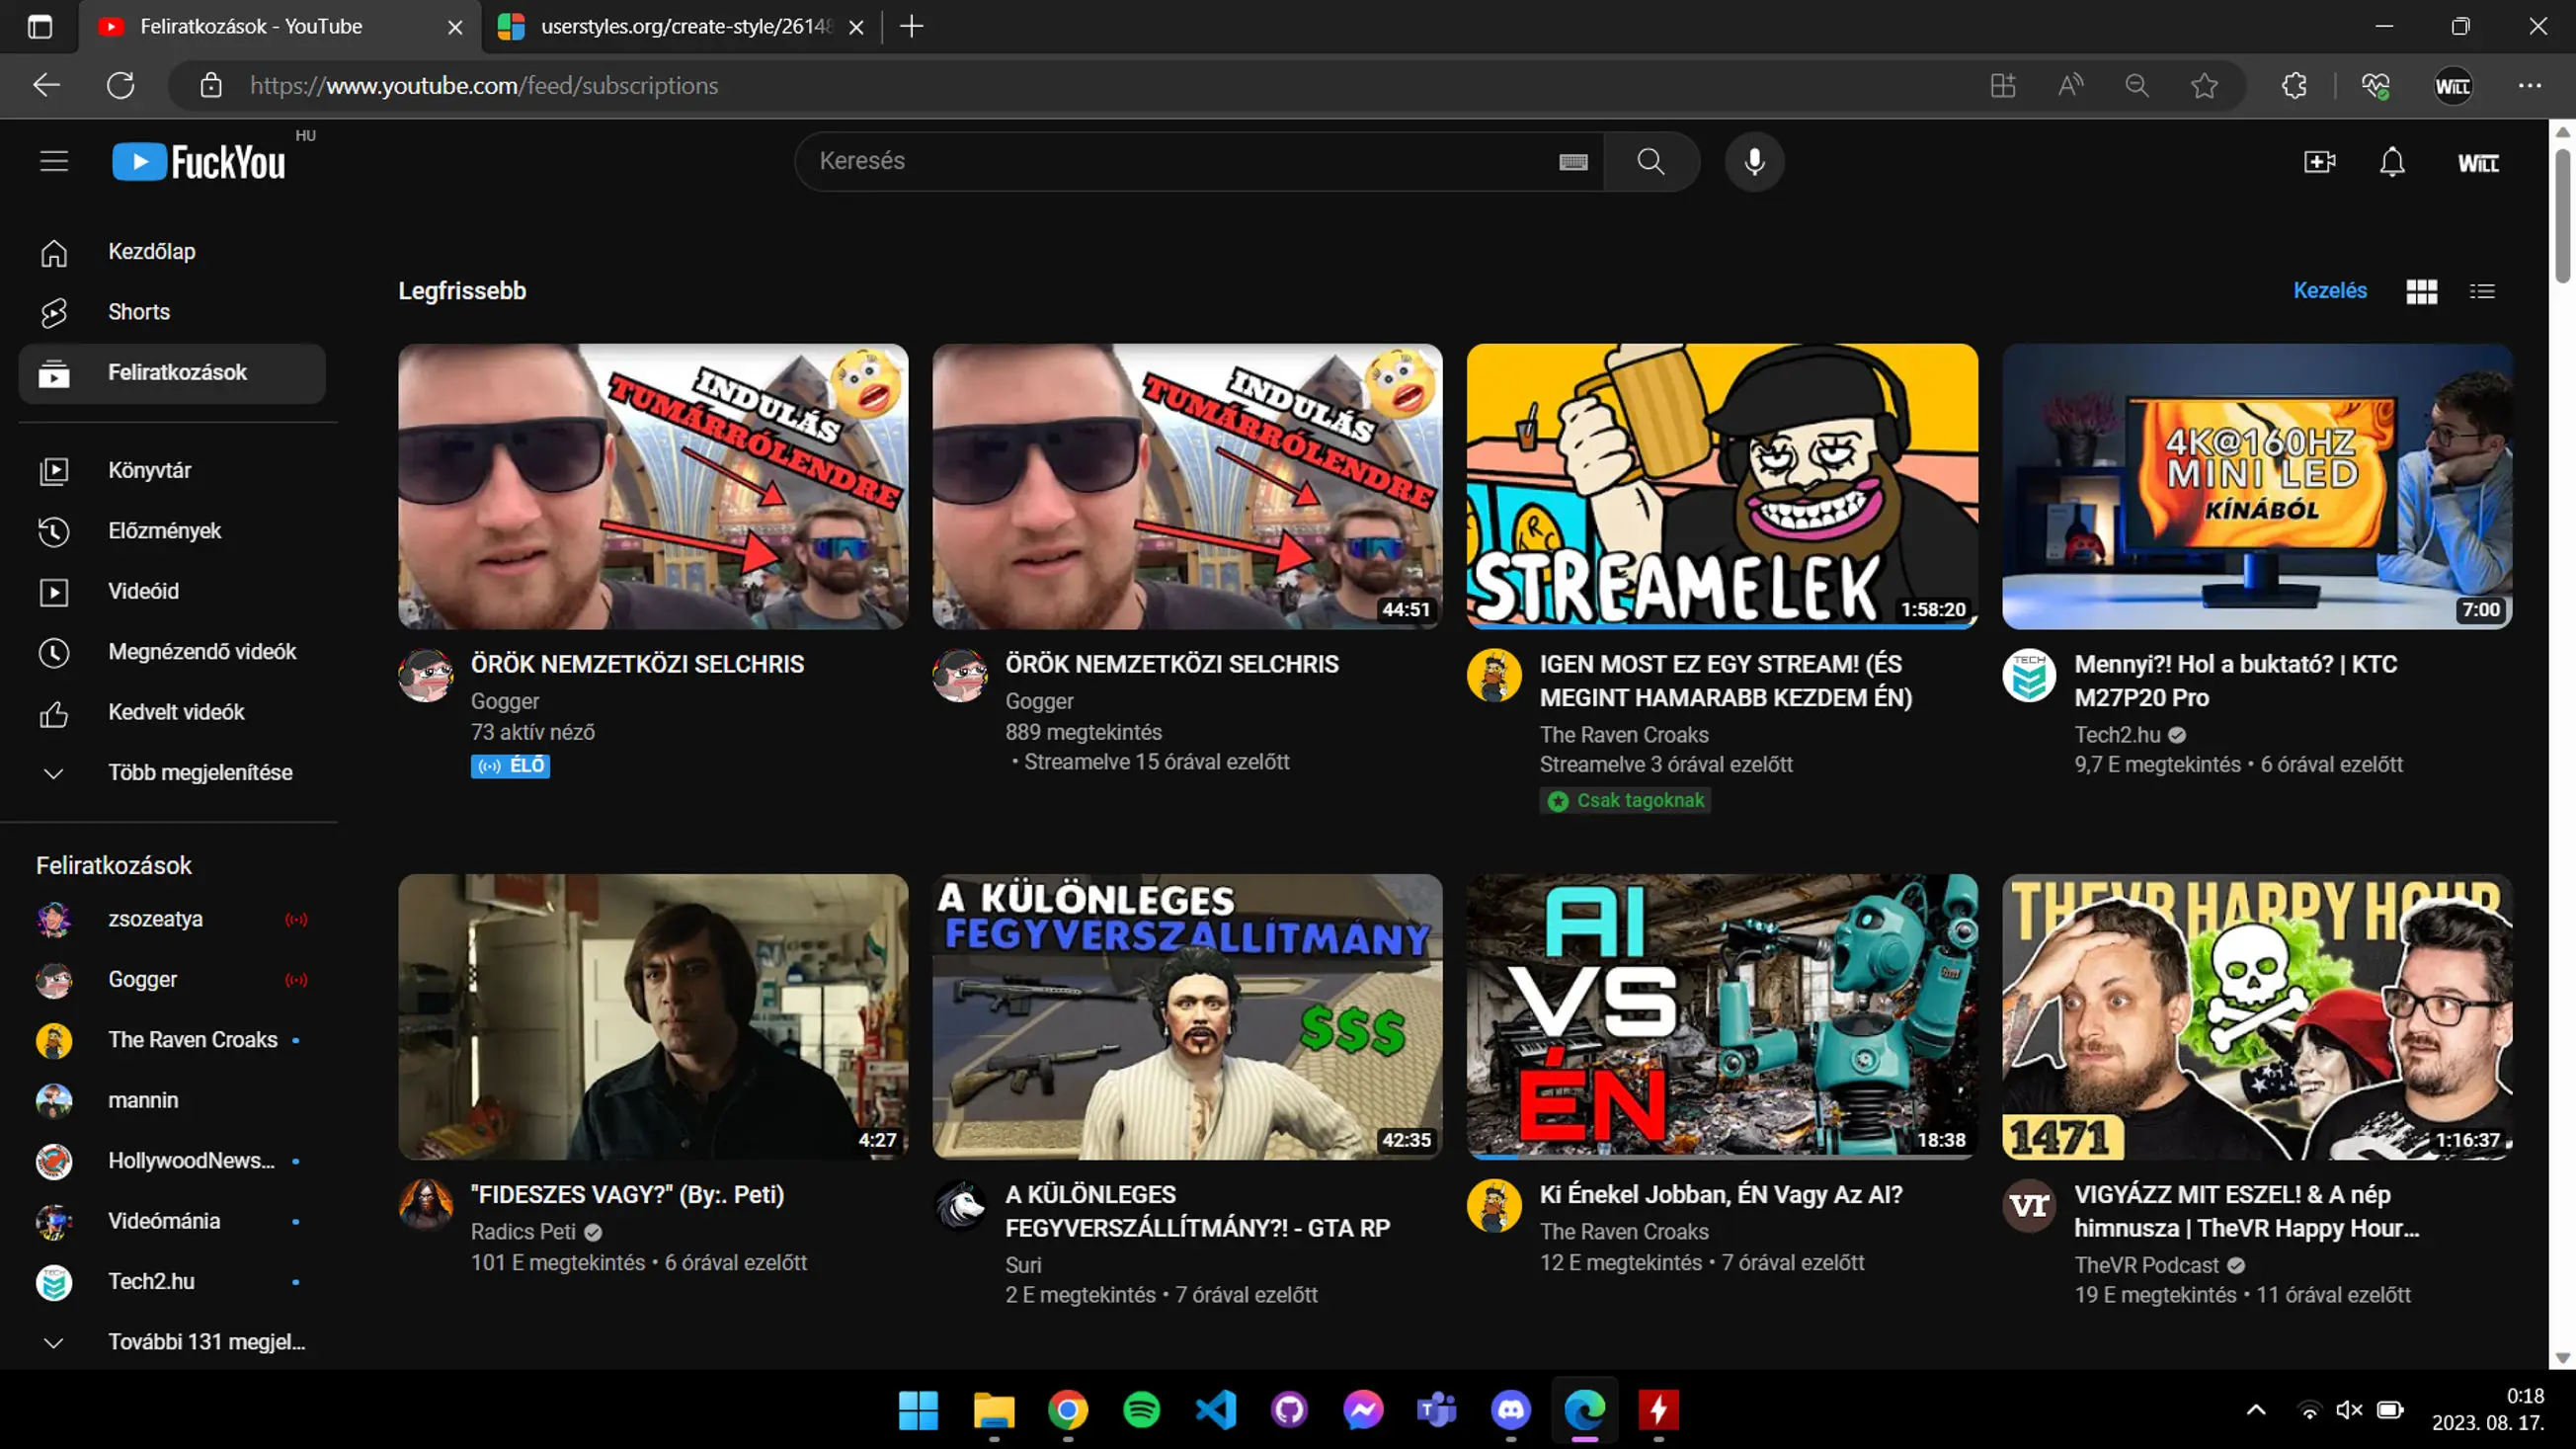 Feliratkozások - YouTube
userstyles.org/create-style/26148
https://www.youtube.com/feed/subscriptions
WILL
FuckYou
HU
Keresés
WILL
Kezdőlap
Shorts
Feliratkozások
Könyvtár
Előzmények
Videóid
Megnézendő videók
Kedvelt videók
Több megjelenítése
Feliratkozások
zsozeatya
Gogger
The Raven Croaks
mannin
HollywoodNews...
Videómánia
Tech2.hu
További 131 megjel...
Legfrissebb
Kezelés
INDULÁS
TUMÁRRÓLENDRE
ÖRÖK NEMZETKÖZI SELCHRIS
Gogger
73 aktív néző
ÉLŐ
INDULÁS
TUMÁRRÓLENDRE
44:51
ÖRÖK NEMZETKÖZI SELCHRIS
Gogger
889 megtekintés
• Streamelve 15 órával ezelőtt
STREAMELEK
1:58:20
IGEN MOST EZ EGY STREAM! (ÉS
MEGINT HAMARABB KEZDEM ÉN)
The Raven Croaks
Streamelve 3 órával ezelőtt
Csak tagoknak
4K@160HZ
MINI LED
KÍNÁBÓL
7:00
TECH
Mennyi?! Hol a buktató? | KTC
M27P20 Pro
Tech2.hu
9,7 E megtekintés • 6 órával ezelőtt
4:27
"FIDESZES VAGY?" (By:. Peti)
Radics Peti
101 E megtekintés • 6 órával ezelőtt
A KÜLÖNLEGES
FEGYVERSZÁLLÍTMÁNY
$$$
42:35
A KÜLÖNLEGES
FEGYVERSZÁLLÍTMÁNY?! - GTA RP
Suri
2 E megtekintés • 7 órával ezelőtt
AI
VS
ÉN
18:38
Ki Énekel Jobban, ÉN Vagy Az AI?
The Raven Croaks
12 E megtekintés • 7 órával ezelőtt
THEVR HAPPY HOUR
1471
1:16:37
vr
VIGYÁZZ MIT ESZEL! & A nép
himnusza | TheVR Happy Hour...
TheVR Podcast
19 E megtekintés • 11 órával ezelőtt
0:18
2023. 08. 17.